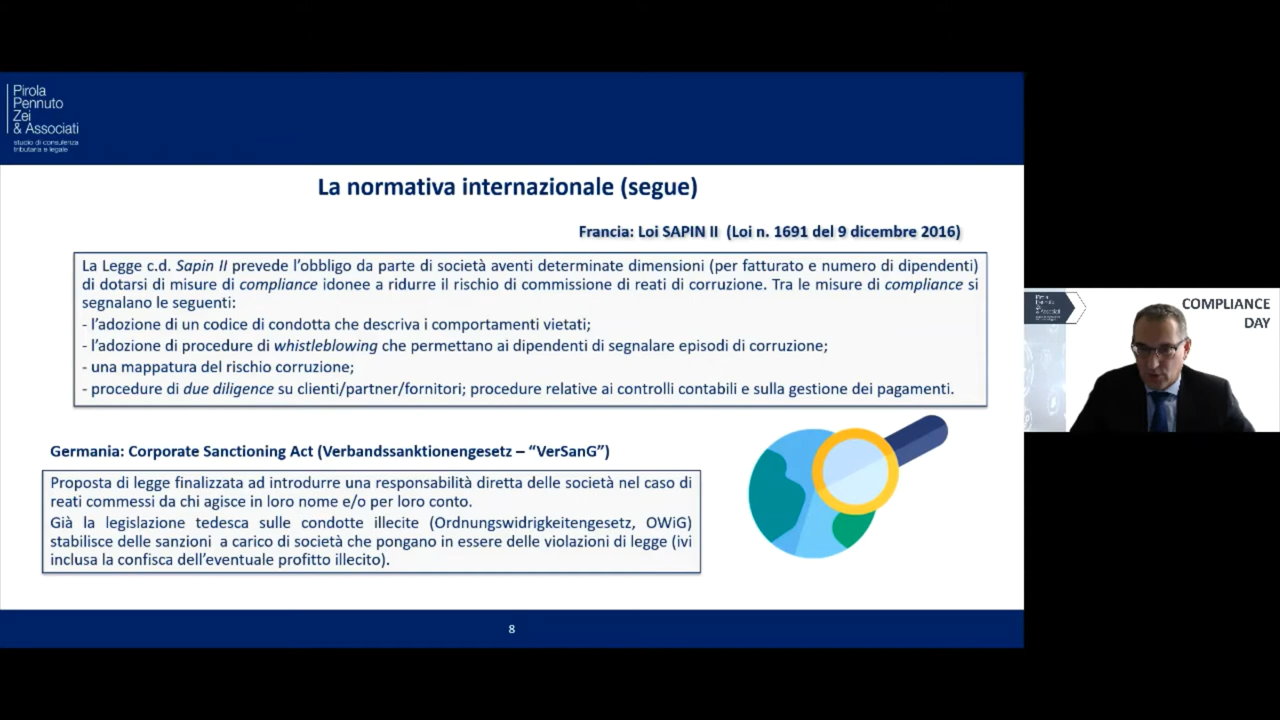 Pirola
Pennuto
Zei
& Associati
studio di consulenza
tributaria e legale
La normativa internazionale (segue)
Francia: Loi SAPIN II (Loi n. 1691 del 9 dicembre 2016)
La Legge c.d. Sapin II prevede l’obbligo da parte di società aventi determinate dimensioni (per fatturato e numero di dipendenti)
di dotarsi di misure di compliance idonee a ridurre il rischio di commissione di reati di corruzione. Tra le misure di compliance si
segnalano le seguenti:
- l’adozione di un codice di condotta che descriva i comportamenti vietati;
- l’adozione di procedure di whistleblowing che permettano ai dipendenti di segnalare episodi di corruzione;
- una mappatura del rischio corruzione;
- procedure di due diligence su clienti/partner/fornitori; procedure relative ai controlli contabili e sulla gestione dei pagamenti.
Germania: Corporate Sanctioning Act (Verbandssanktionengesetz – “VerSanG”)
Proposta di legge finalizzata ad introdurre una responsabilità diretta delle società nel caso di
reati commessi da chi agisce in loro nome e/o per loro conto.
Già la legislazione tedesca sulle condotte illecite (Ordnungswidrigkeitengesetz, OWiG)
stabilisce delle sanzioni a carico di società che pongano in essere delle violazioni di legge (ivi
inclusa la confisca dell’eventuale profitto illecito).
8
Pirola
Pennuto
Zei
& Associati
COMPLIANCE
DAY